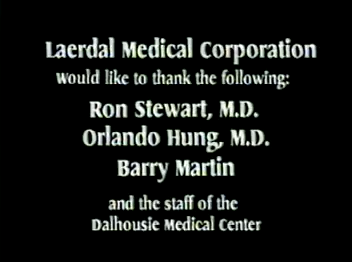 Laerdal Medical Corporation
Would like to thank the following:
Ron Stewart, M.D.
Orlando Hung, M.D.
Barry Martin
and the staff of the
Dalhousie Medical Center